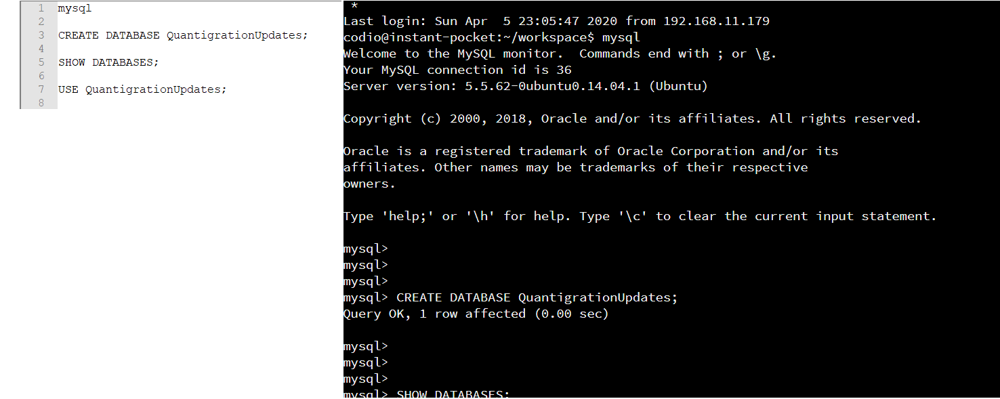 1 mysql
2
3 CREATE DATABASE QuantigrationUpdates;
4
5 SHOW DATABASES;
6
7 USE QuantigrationUpdates;
8
*
Last login: Sun Apr  5 23:05:47 2020 from 192.168.11.179
codio@instant-pocket:~/workspace$ mysql
Welcome to the MySQL monitor.  Commands end with ; or \g.
Your MySQL connection id is 36
Server version: 5.5.62-0ubuntu0.14.04.1 (Ubuntu)
Copyright (c) 2000, 2018, Oracle and/or its affiliates. All rights reserved.
Oracle is a registered trademark of Oracle Corporation and/or its
affiliates. Other names may be trademarks of their respective
owners.
Type 'help;' or '\h' for help. Type '\c' to clear the current input statement.
mysql>
mysql>
mysql>
mysql> CREATE DATABASE QuantigrationUpdates;
Query OK, 1 row affected (0.00 sec)
mysql>
mysql>
mysql>
mysql> SHOW DATABASES;